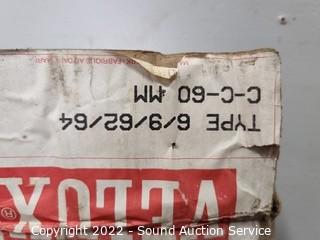 TYPE 6/9/62/64
C-C-60 MM
VELUX
®
Copyright 2022 - Sound Auction Service